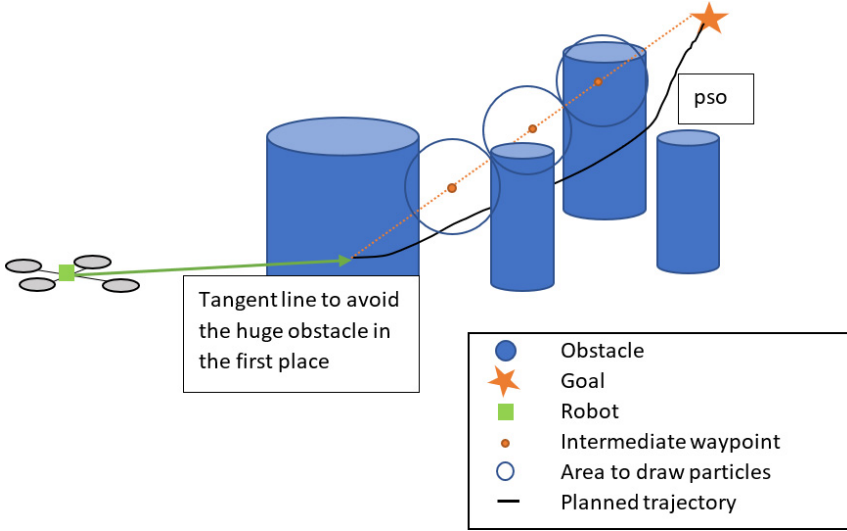 pso
Tangent line to avoid
the huge obstacle in
the first place
Obstacle
Goal
Robot
Intermediate waypoint
Area to draw particles
Planned trajectory